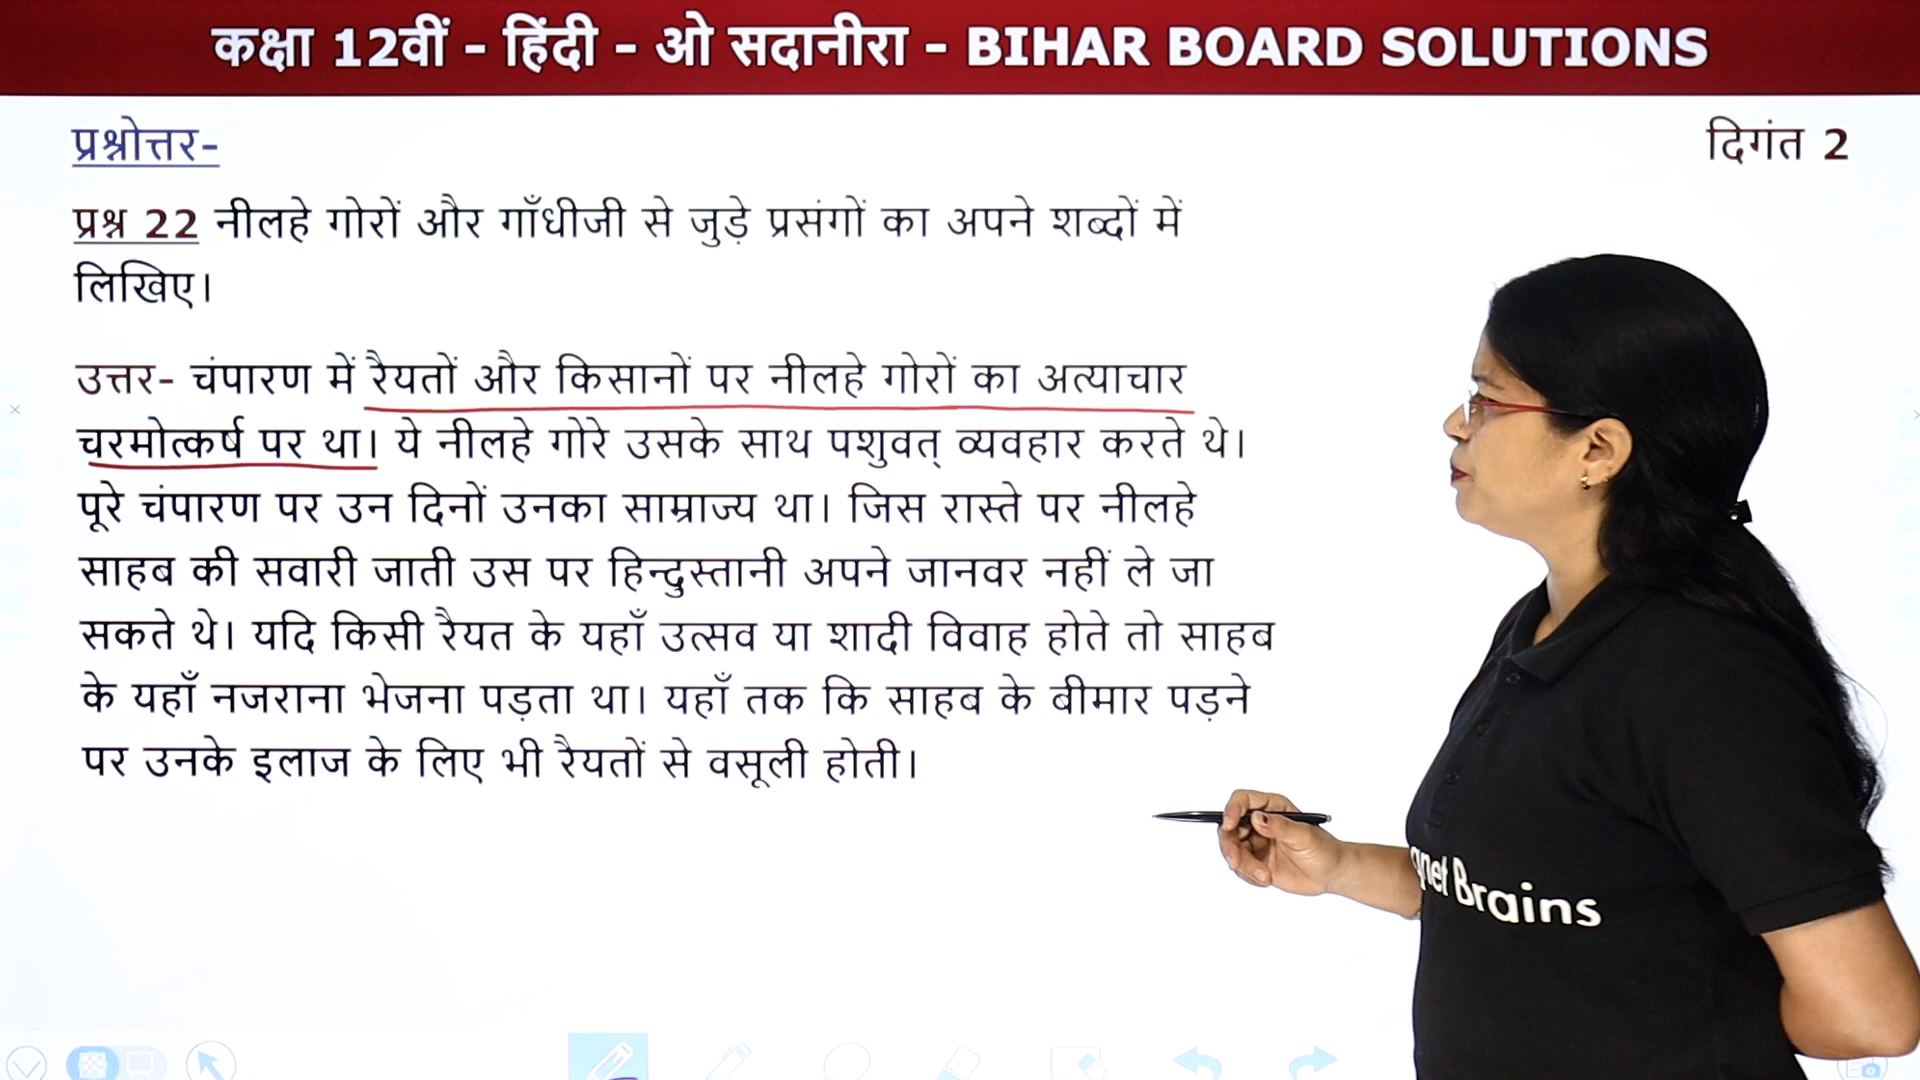 कक्षा 12वीं - हिंदी - ओ सदानीरा - BIHAR BOARD SOLUTIONS
प्रश्नोत्तर-
दिगंत 2
प्रश्न 22 नीलहे गोरों और गाँधीजी से जुड़े प्रसंगों का अपने शब्दों में
लिखिए।
उत्तर- चंपारण में रैयतों और किसानों पर नीलहे गोरों का अत्याचार
चरमोत्कर्ष पर था। ये नीलहे गोरे उसके साथ पशुवत् व्यवहार करते थे।
पूरे चंपारण पर उन दिनों उनका साम्राज्य था। जिस रास्ते पर नीलहे
साहब की सवारी जाती उस पर हिन्दुस्तानी अपने जानवर नहीं ले जा
सकते थे। यदि किसी रैयत के यहाँ उत्सव या शादी विवाह होते तो साहब
के यहाँ नजराना भेजना पड़ता था। यहाँ तक कि साहब के बीमार पड़ने
पर उनके इलाज के लिए भी रैयतों से वसूली होती।
Brains